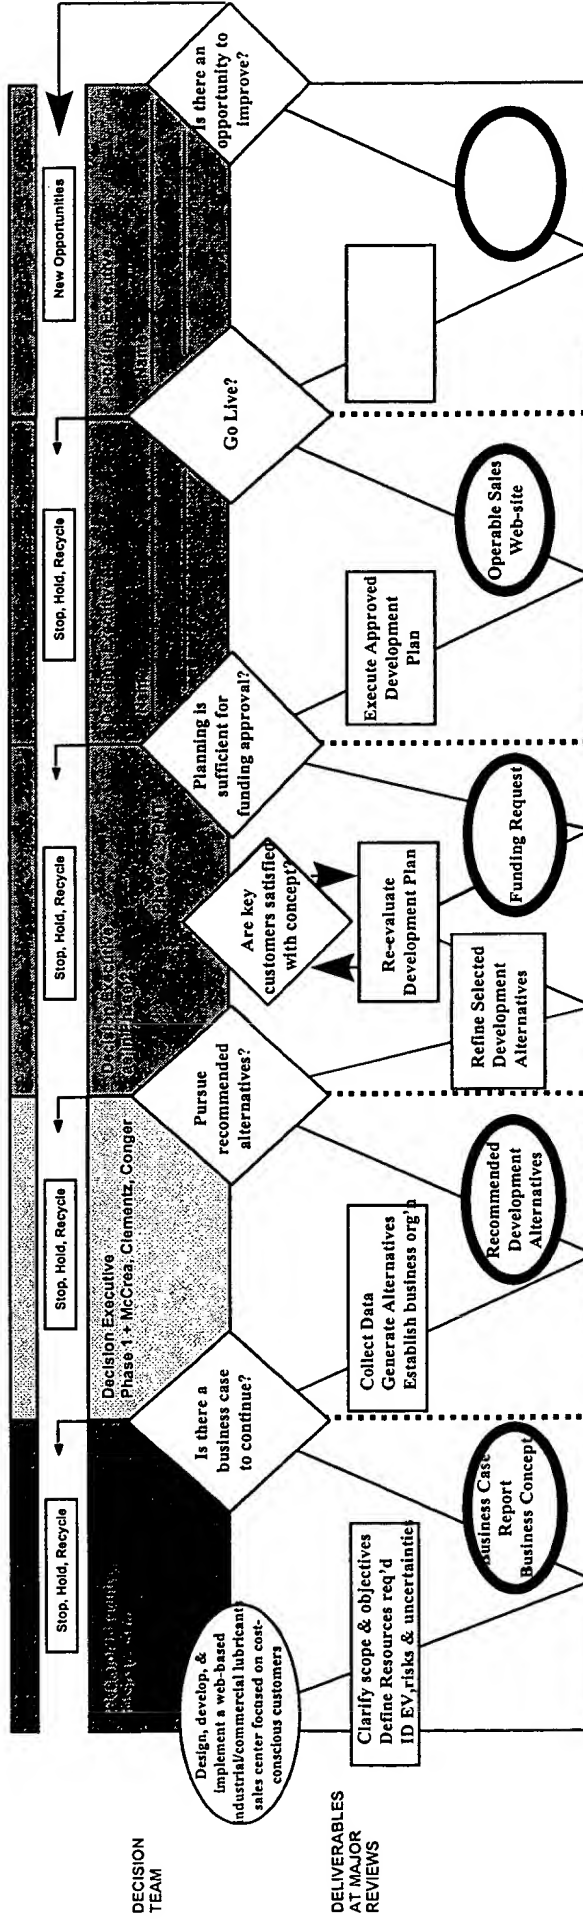 Stop, Hold, Recycle
Stop, Hold, Recycle
Stop, Hold, Recycle
Stop, Hold, Recycle
New Opportunities
DECISION
TEAM
Decision Executive
Phase 1 + McCrea, Clementz, Conger
Decision Executive
Design, develop, &
implement a web-based
industrial/commercial lubricants
sales center focused on cost-
conscious customers
Is there a
business case
to continue?
Pursue
recommended
alternatives?
Are key
customers satisfied
with concept?
Planning is
sufficient for
funding approval?
Go Live?
Is there an
opportunity to
improve?
DELIVERABLES
AT MAJOR
REVIEWS
Clarify scope & objectives
Define Resources req'd
ID EV,risks & uncertainties
Collect Data
Generate Alternatives
Establish business org'n
Re-evaluate
Development Plan
Execute Approved
Development
Plan
Business Case
Report
Business Concept
Recommended
Development
Alternatives
Refine Selected
Development
Alternatives
Funding Request
Operable Sales
Web-site